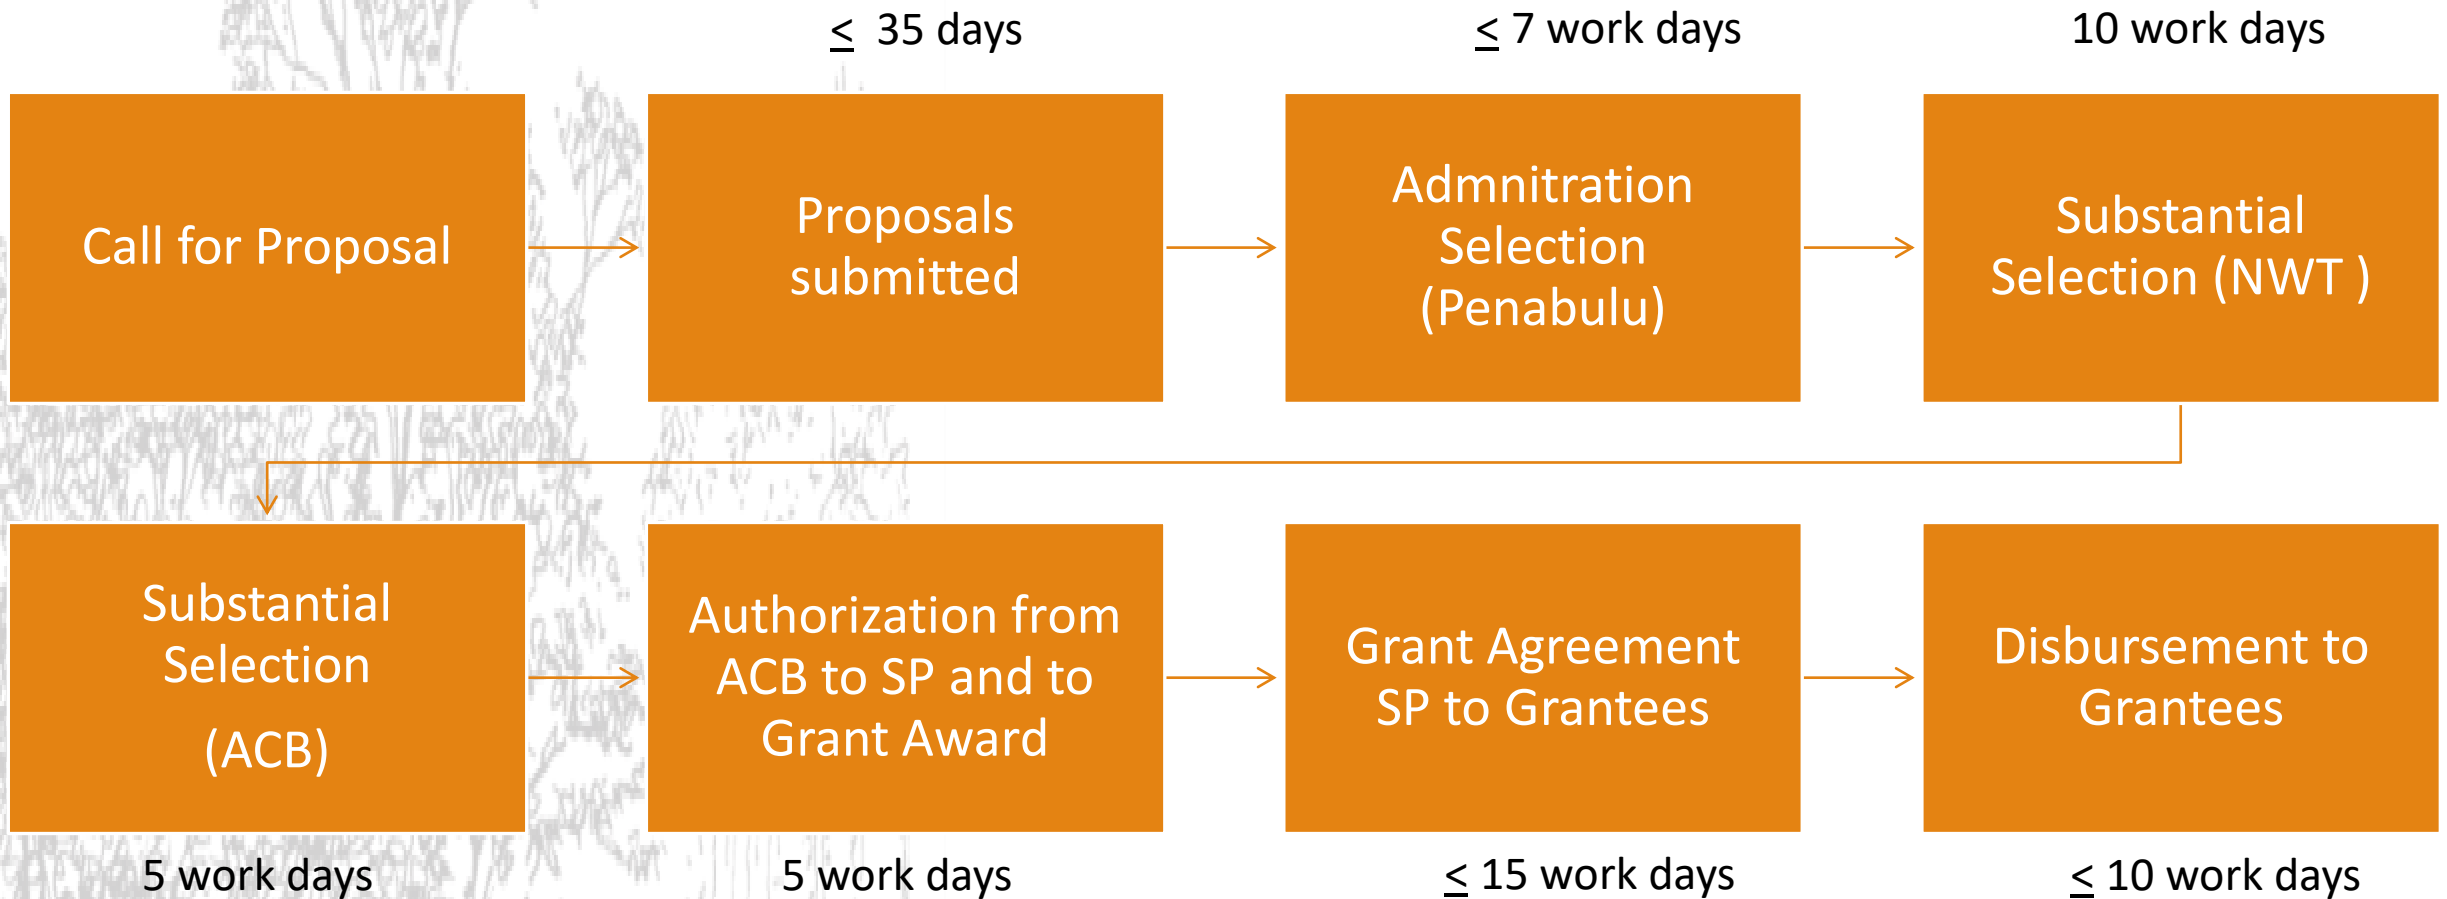 ≤ 35 days
≤ 7 work days
10 work days
Call for Proposal
Proposals
submitted
Admnitration
Selection
(Penabulu)
Substantial
Selection (NWT )
Substantial
Selection
(ACB)
Authorization from
ACB to SP and to
Grant Award
Grant Agreement
SP to Grantees
Disbursement to
Grantees
5 work days
5 work days
≤ 15 work days
≤ 10 work days